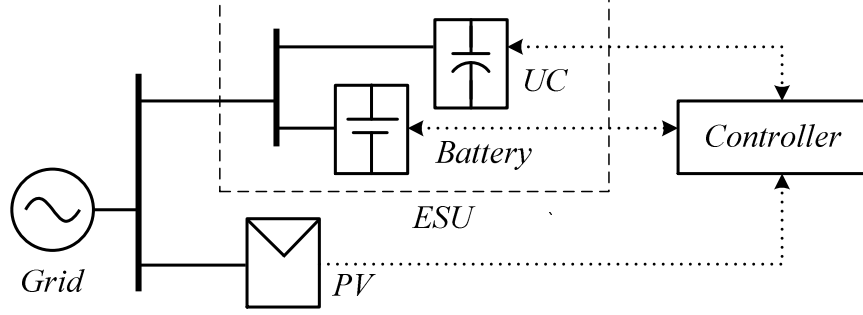 UC
Controller
Battery
ESU
Grid
PV